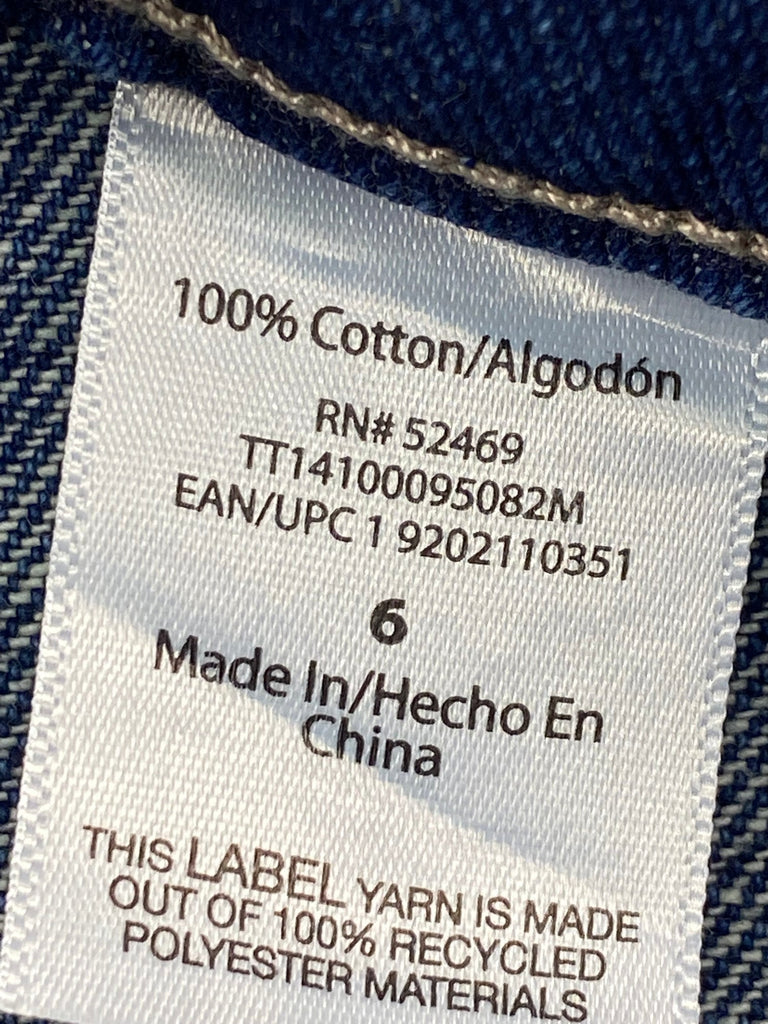 100% Cotton/Algodón
RN# 52469
TT14100095082M
EAN/UPC 1 9202110351
6
Made In/Hecho En
China
THIS LABEL YARN IS MADE
OUT OF 100% RECYCLED
POLYESTER MATERIALS